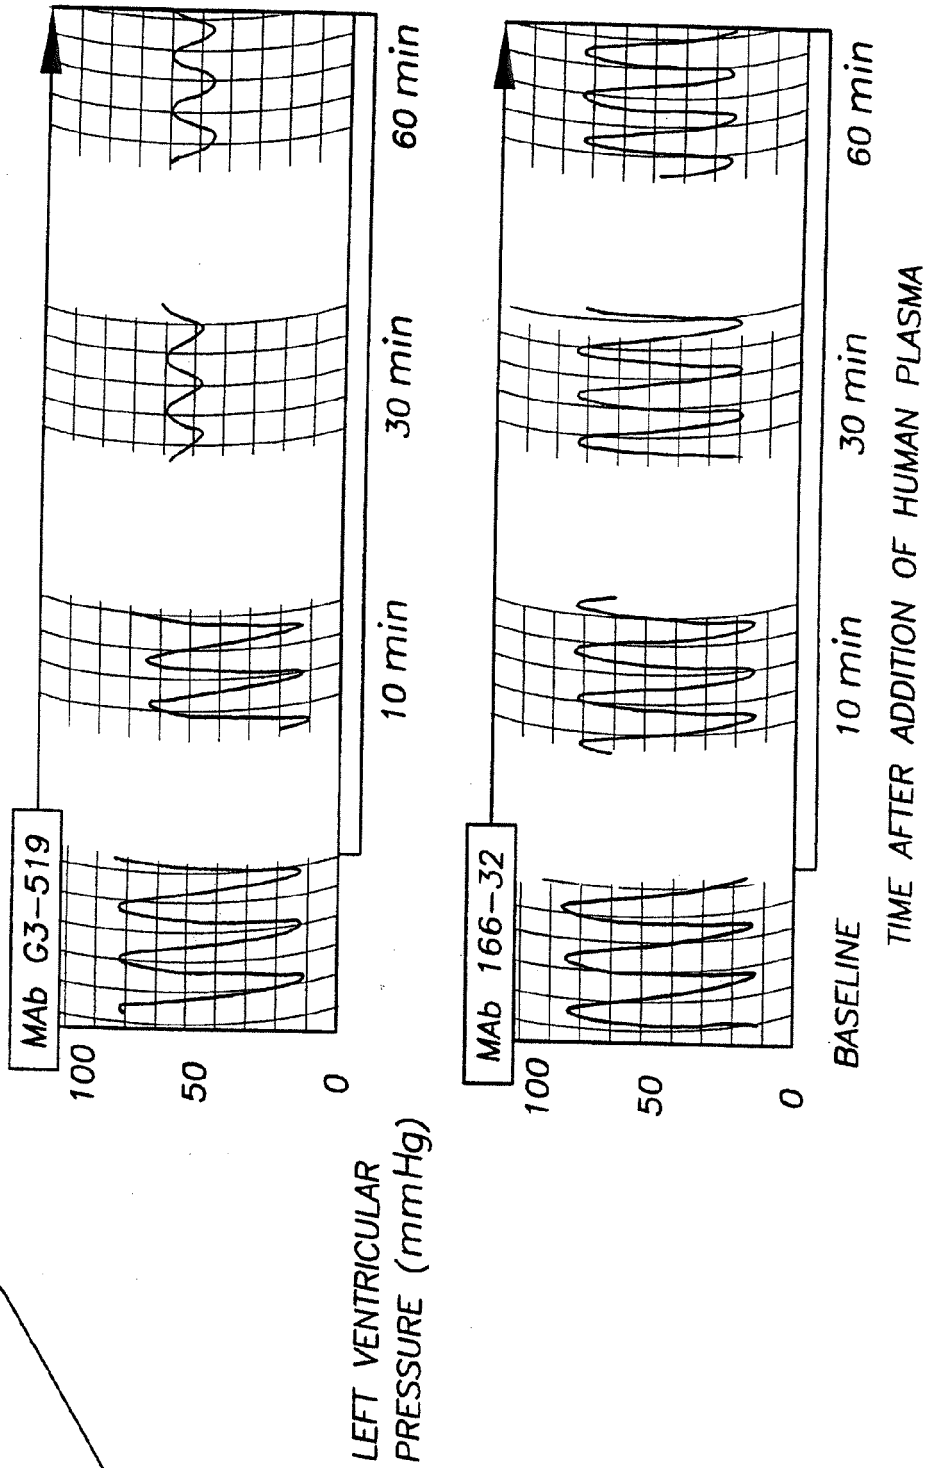 LEFT VENTRICULAR
PRESSURE (mmHg)
MAb G3-519
100
50
0
10 min
30 min
60 min
MAb 166-32
100
50
0
BASELINE
10 min
30 min
60 min
TIME AFTER ADDITION OF HUMAN PLASMA